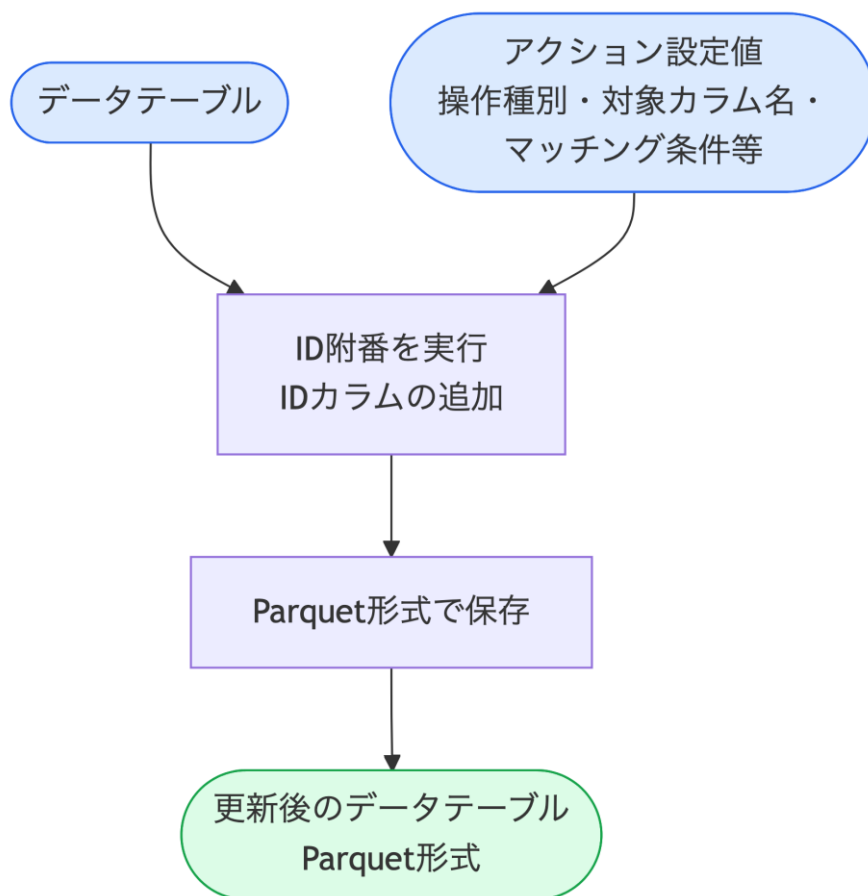 データテーブル
アクション設定値
操作種別・対象カラム名・
マッチング条件等
ID附番を実行
IDカラムの追加
Parquet形式で保存
更新後のデータテーブル
Parquet形式